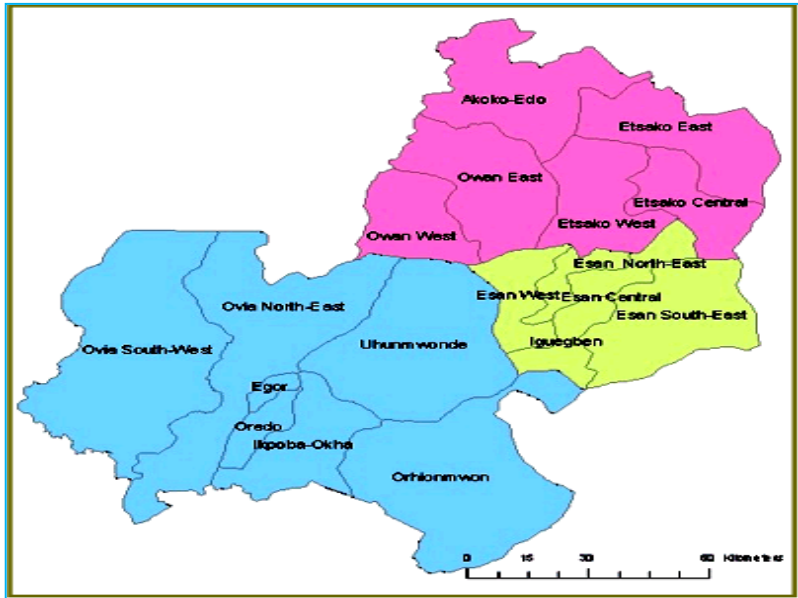 Akoko-Edo
Etsako East
Owan East
Etsako Central
Etsako West
Owan West
Esan North-East
Esan West
Esan Central
Ovia North-East
Esan South-East
Iguegben
Uhunmwonde
Ovia South-West
Egor
Oredo
Ikpoba-Okha
Orhionmwon
0 15 30 60 Kilometers